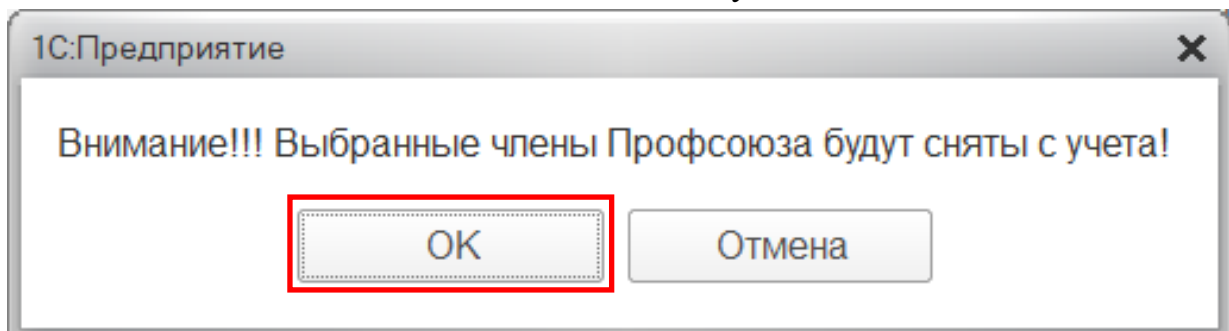 1С:Предприятие
Внимание!!! Выбранные члены Профсоюза будут сняты с учета!
OK
Отмена